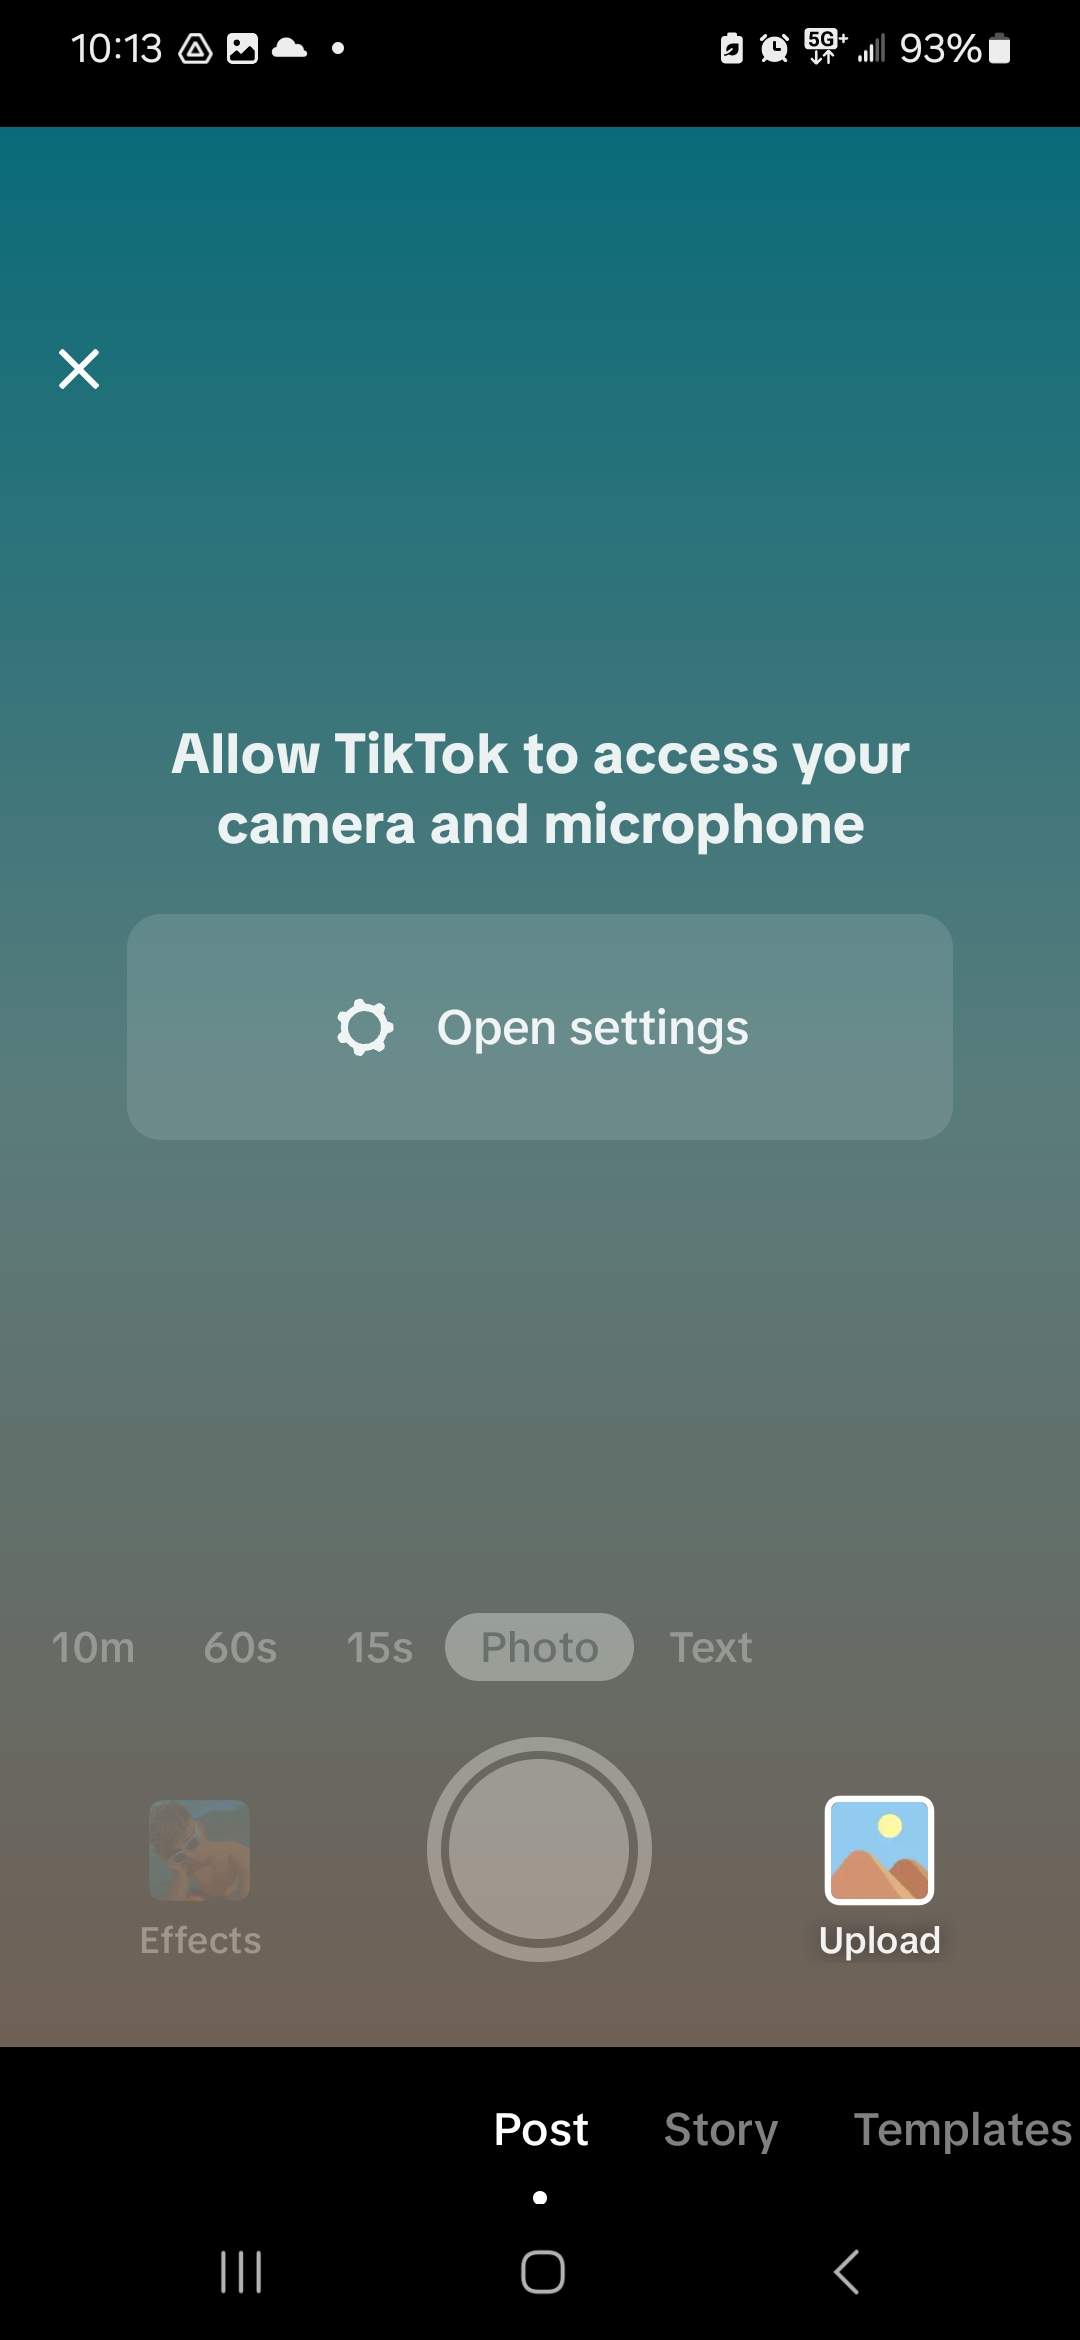 10:13 5G+ 93%
Allow TikTok to access your
camera and microphone
Open settings
10m 60s 15s Photo Text
Effects Upload
Post Story Templates